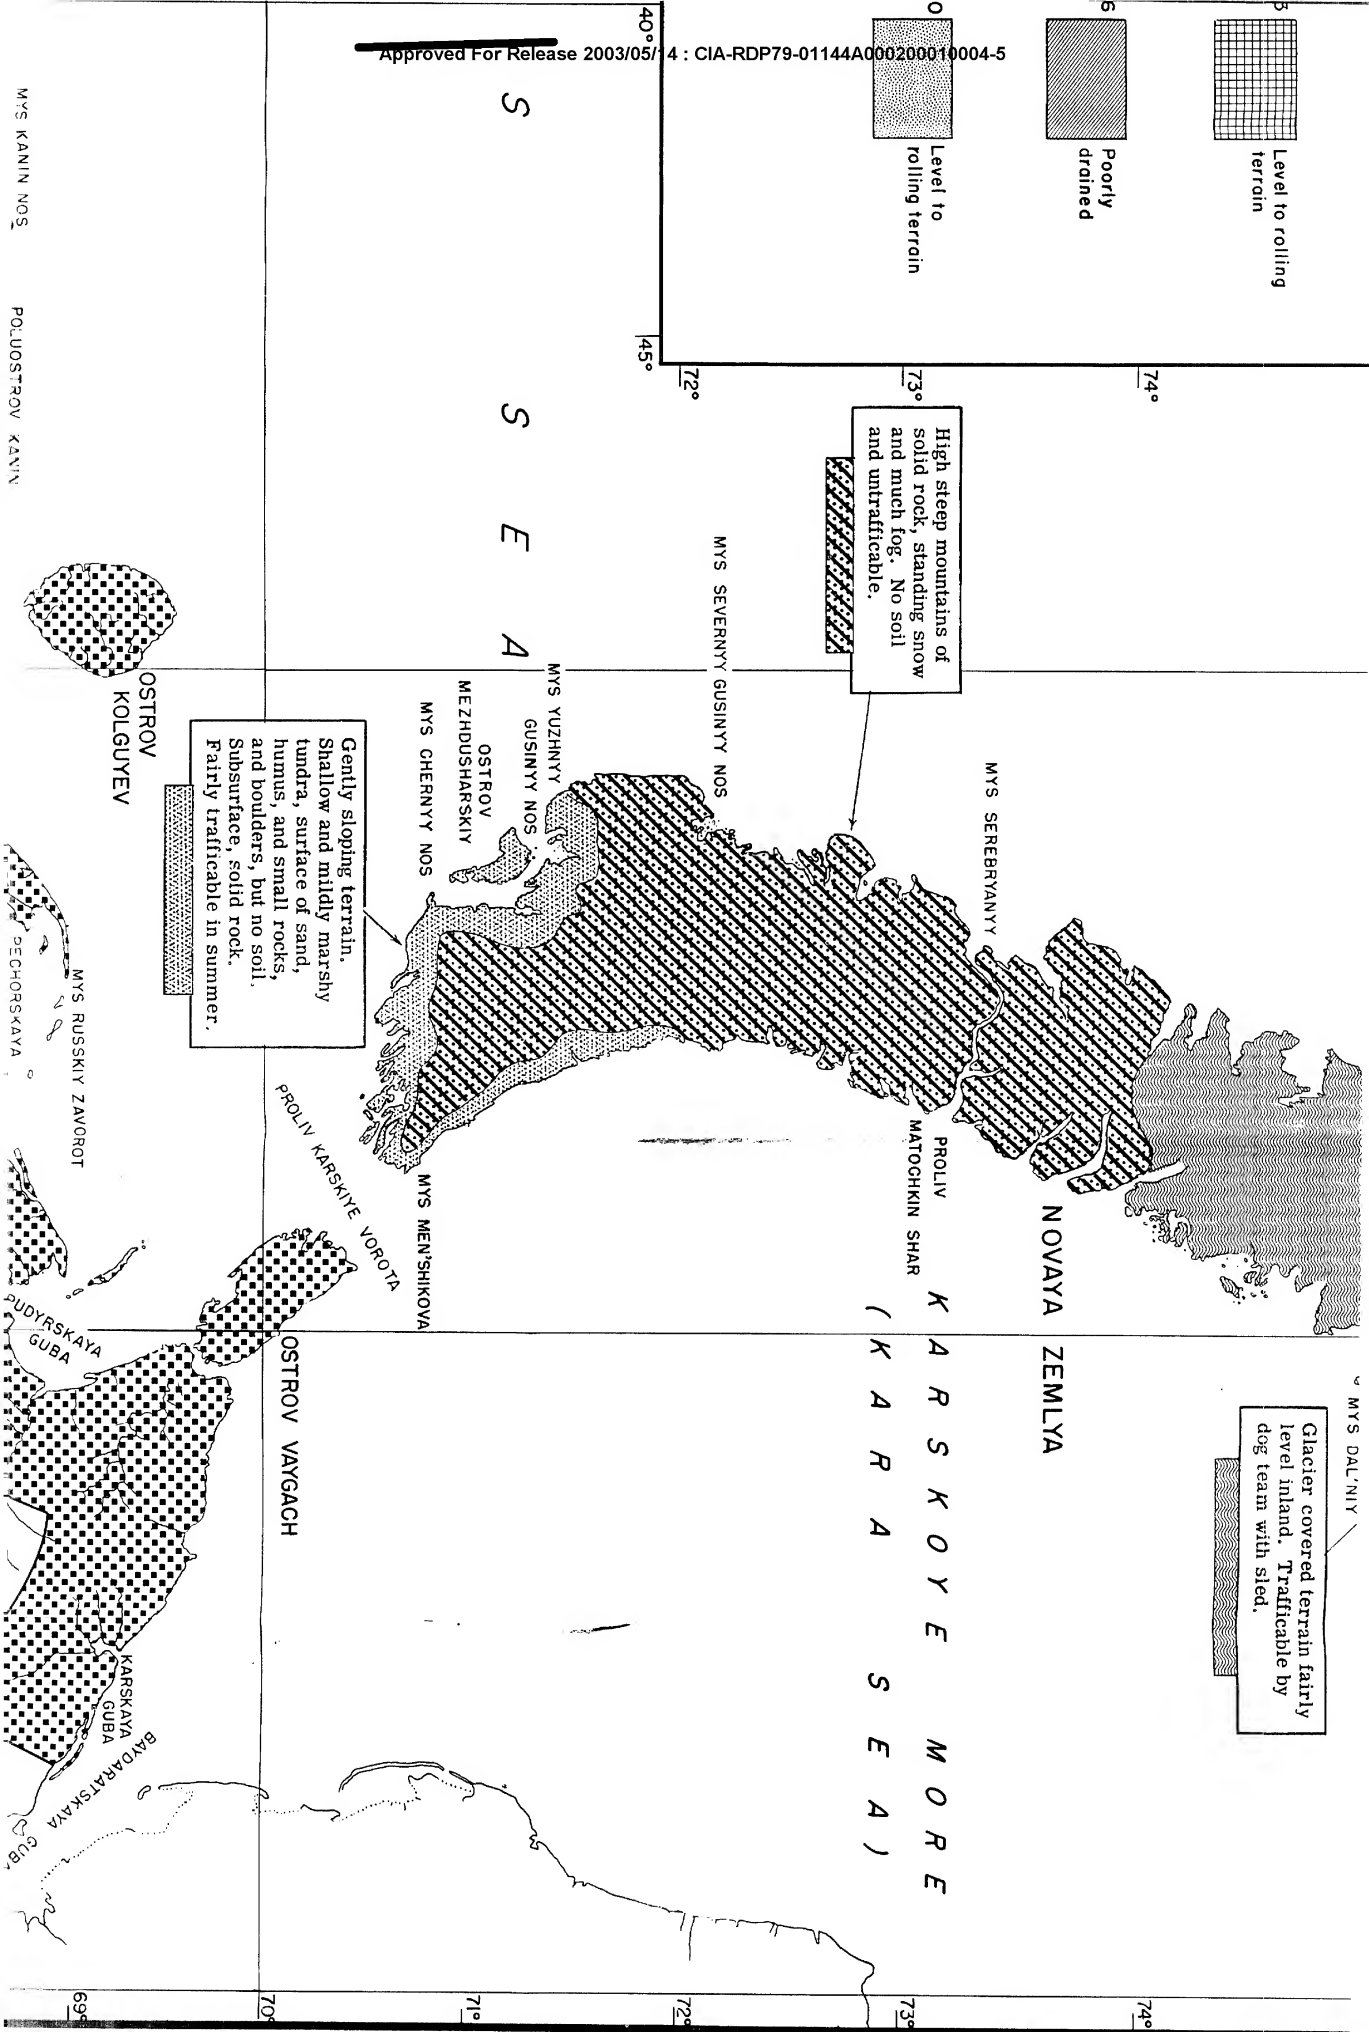 Approved For Release 2003/05/14 : CIA-RDP79-01144A000200010004-5
Level to rolling
terrain
Poorly
drained
Level to
rolling terrain
40°
45°
74°
73°
72°
S S E A
High steep mountains of
solid rock, standing snow
and much fog. No soil
and untrafficable.
MYS DAL'NIY
Glacier covered terrain fairly
level inland. Trafficable by
dog team with sled.
MYS SEREBRYANYY
MYS SEVERNYY GUSINYY NOS
MYS YUZHNYY
GUSINYY NOS
OSTROV
MEZHDUSHARSKIY
MYS CHERNYY NOS
NOVAYA ZEMLYA
PROLIV
MATOCHKIN SHAR
KARSKOYE MORE
(KARA SEA)
MYS MEN'SHIKOVA
PROLIV KARSKIYE VOROTA
Gently sloping terrain.
Shallow and mildly marshy
tundra, surface of sand,
humus, and small rocks,
and boulders, but no soil.
Subsurface, solid rock.
Fairly trafficable in summer.
OSTROV
KOLGUYEV
OSTROV VAYGACH
MYS KANIN NOS
POLUOSTROV KANIN
MYS RUSSKIY ZAVOROT
PECHORSKAYA
PUDYRSKAYA
GUBA
KARSKAYA
GUBA
BAYDARATSKAYA GUBA
74°
73°
72°
71°
70°
69°